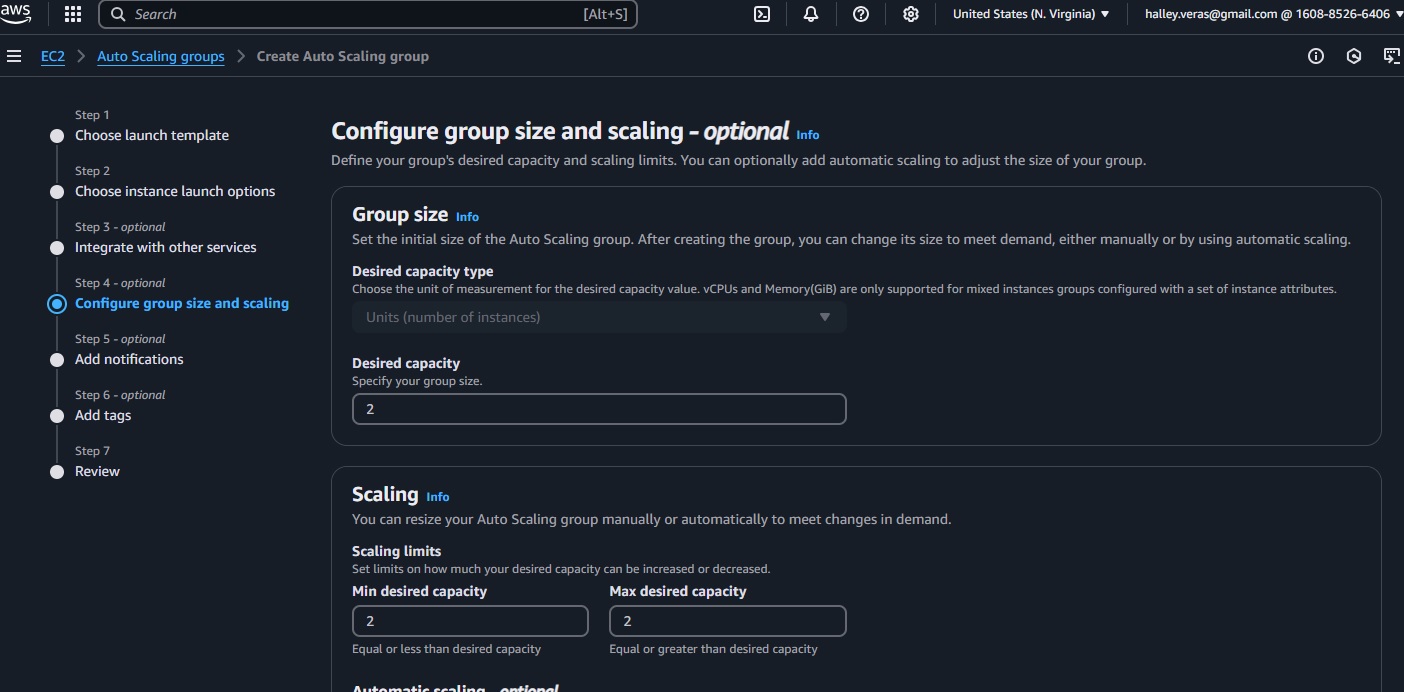 aws
Search [Alt+S]
United States (N. Virginia) halley.veras@gmail.com @ 1608-8526-6406
EC2 Auto Scaling groups Create Auto Scaling group
Step 1
Choose launch template
Step 2
Choose instance launch options
Step 3 - optional
Integrate with other services
Step 4 - optional
Configure group size and scaling
Step 5 - optional
Add notifications
Step 6 - optional
Add tags
Step 7
Review
Configure group size and scaling - optional Info
Define your group's desired capacity and scaling limits. You can optionally add automatic scaling to adjust the size of your group.
Group size Info
Set the initial size of the Auto Scaling group. After creating the group, you can change its size to meet demand, either manually or by using automatic scaling.
Desired capacity type
Choose the unit of measurement for the desired capacity value. vCPUs and Memory(GiB) are only supported for mixed instances groups configured with a set of instance attributes.
Units (number of instances)
Desired capacity
Specify your group size.
2
Scaling Info
You can resize your Auto Scaling group manually or automatically to meet changes in demand.
Scaling limits
Set limits on how much your desired capacity can be increased or decreased.
Min desired capacity Max desired capacity
2 2
Equal or less than desired capacity Equal or greater than desired capacity
Automatic scaling - optional